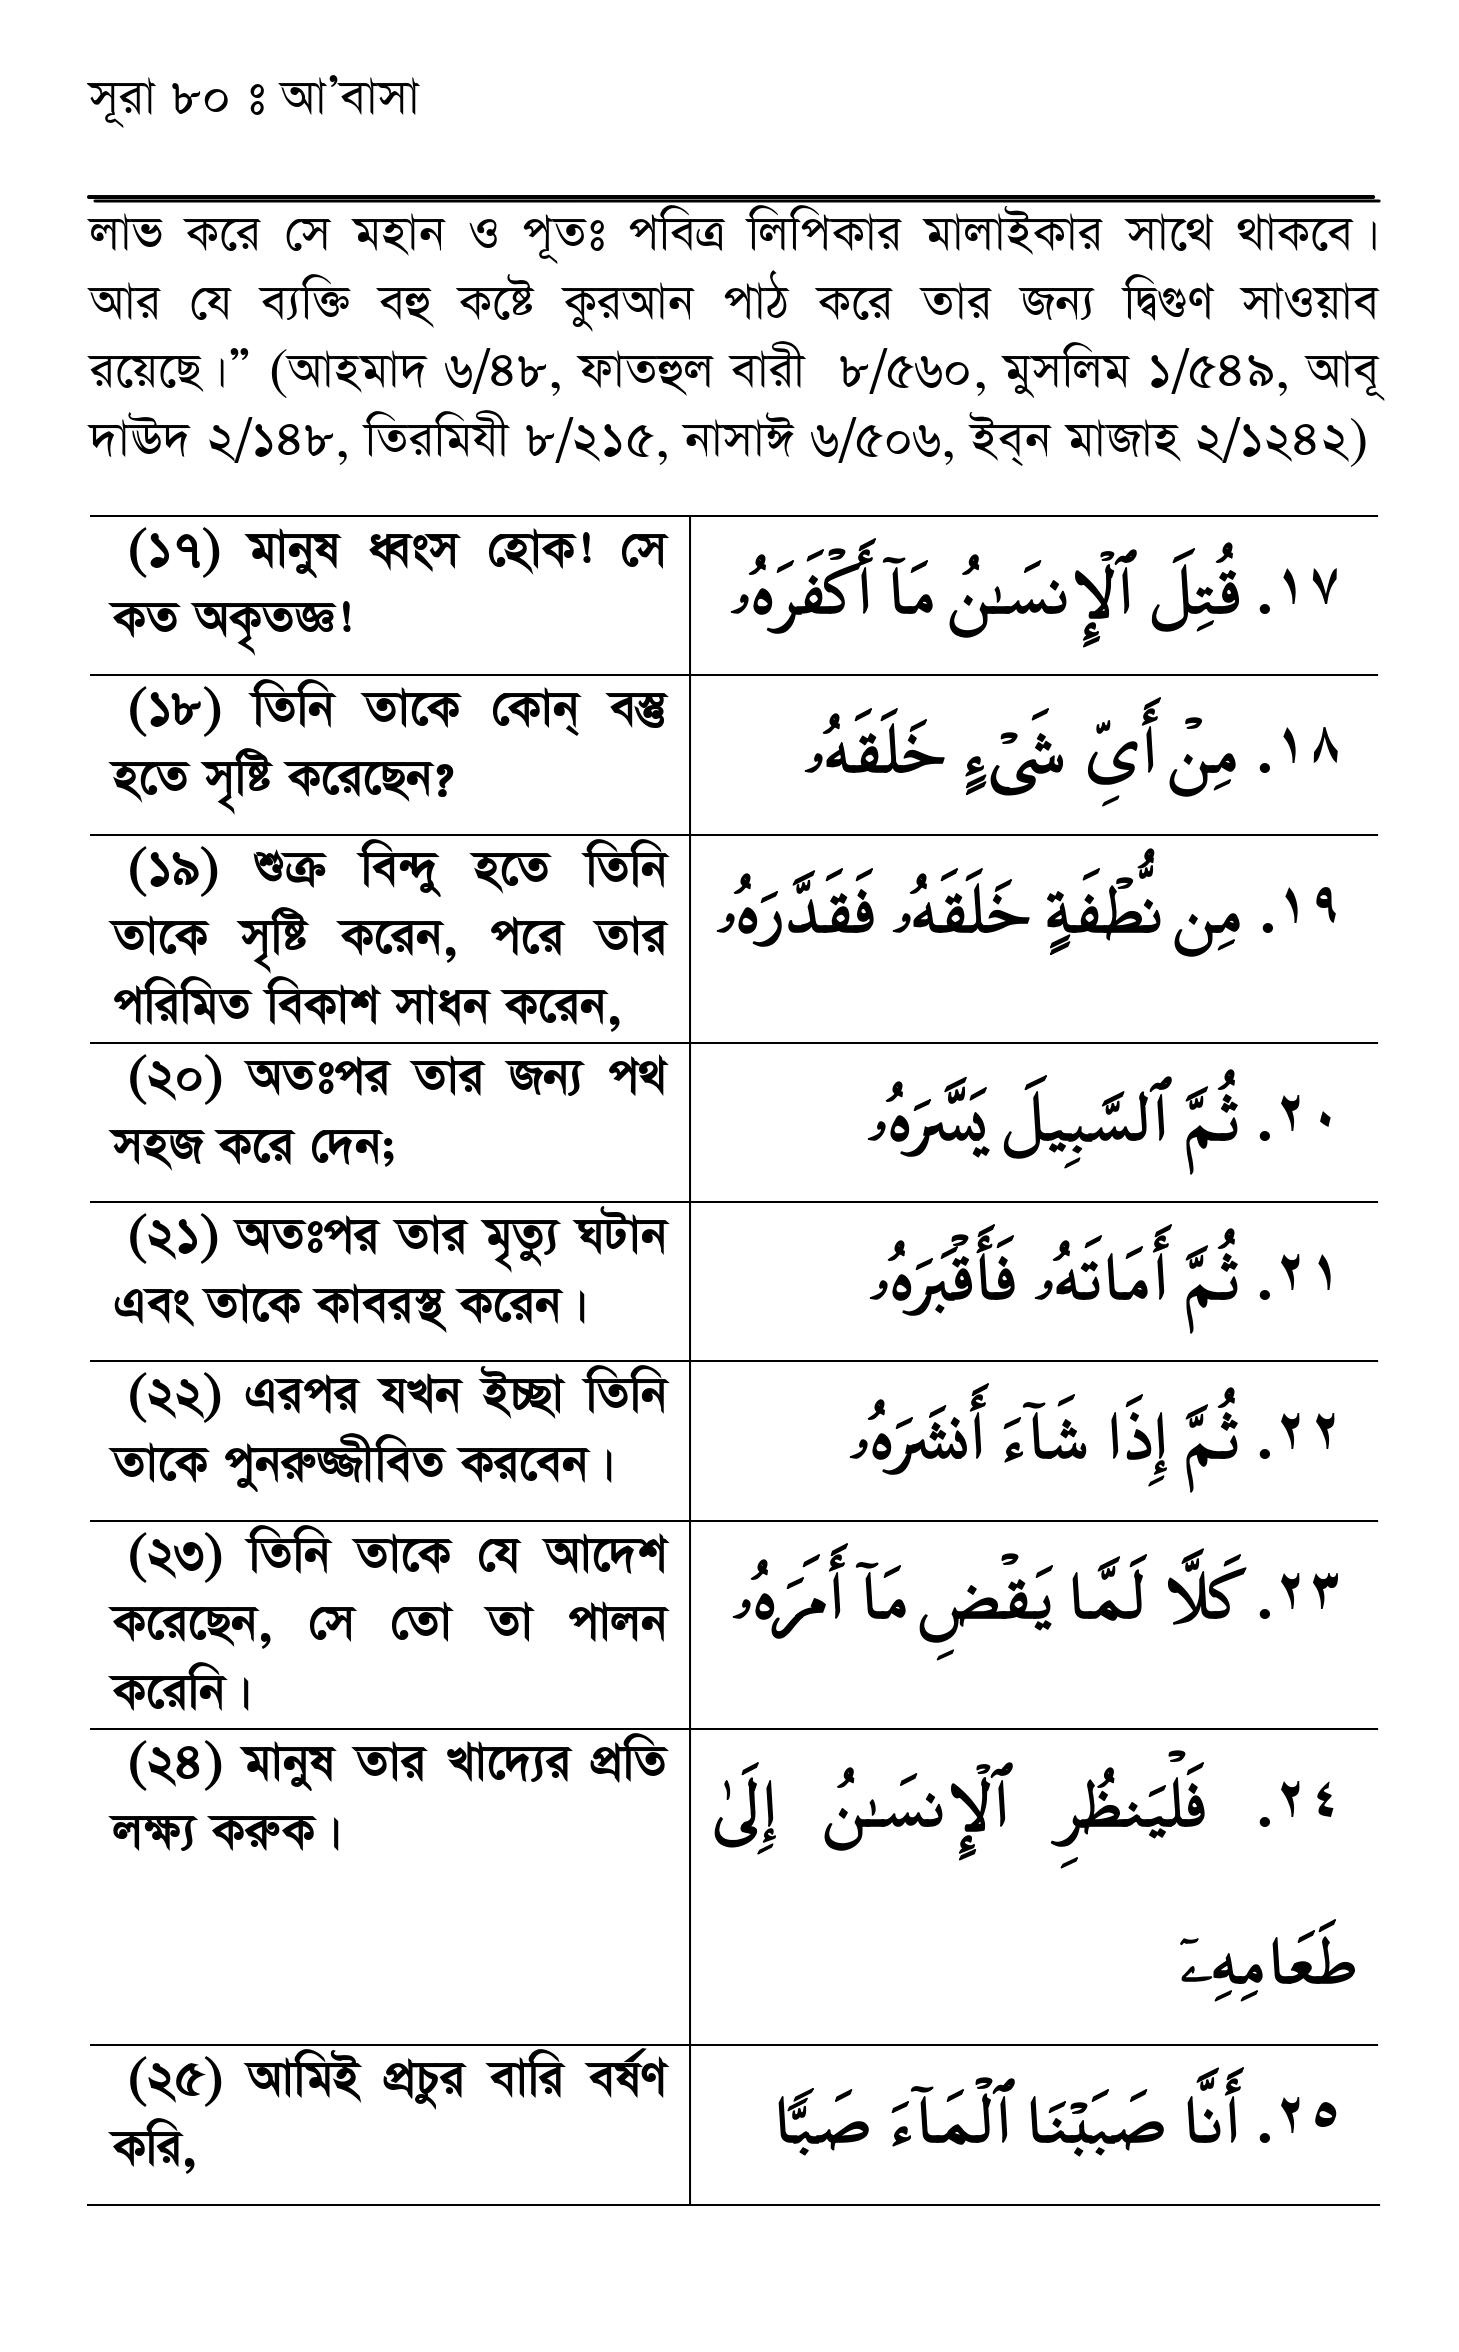 সূরা ৮০ ঃ আ’বাসা
লাভ করে সে মহান ও পূতঃ পবিত্র লিপিকার মালাইকার সাথে থাকবে।
আর যে ব্যক্তি বহু কষ্টে কুরআন পাঠ করে তার জন্য দ্বিগুণ সাওয়াব
রয়েছে।” (আহমাদ ৬/৪৮, ফাতহুল বারী ৮/৫৬০, মুসলিম ১/৫৪৯, আবূ
দাঊদ ২/১৪৮, তিরমিযী ৮/২১৫, নাসাঈ ৬/৫০৬, ইব্‌ন মাজাহ ২/১২৪২)
(১৭) মানুষ ধ্বংস হোক! সে
কত অকৃতজ্ঞ!
١٧. قُتِلَ ٱلْإِنسَـٰنُ مَآ أَكْفَرَهُۥ
(১৮) তিনি তাকে কোন্‌ বস্তু
হতে সৃষ্টি করেছেন?
١٨. مِنْ أَىِّ شَىْءٍ خَلَقَهُۥ
(১৯) শুক্র বিন্দু হতে তিনি
তাকে সৃষ্টি করেন, পরে তার
পরিমিত বিকাশ সাধন করেন,
١٩. مِن نُّطْفَةٍ خَلَقَهُۥ فَقَدَّرَهُۥ
(২০) অতঃপর তার জন্য পথ
সহজ করে দেন;
٢٠. ثُمَّ ٱلسَّبِيلَ يَسَّرَهُۥ
(২১) অতঃপর তার মৃত্যু ঘটান
এবং তাকে কাবরস্থ করেন।
٢١. ثُمَّ أَمَاتَهُۥ فَأَقْبَرَهُۥ
(২২) এরপর যখন ইচ্ছা তিনি
তাকে পুনরুজ্জীবিত করবেন।
٢٢. ثُمَّ إِذَا شَآءَ أَنشَرَهُۥ
(২৩) তিনি তাকে যে আদেশ
করেছেন, সে তো তা পালন
করেনি।
٢٣. كَلَّا لَمَّا يَقْضِ مَآ أَمَرَهُۥ
(২৪) মানুষ তার খাদ্যের প্রতি
লক্ষ্য করুক।
٢٤. فَلْيَنظُرِ ٱلْإِنسَـٰنُ إِلَىٰ
طَعَامِهِۦٓ
(২৫) আমিই প্রচুর বারি বর্ষণ
করি,
٢٥. أَنَّا صَبَبْنَا ٱلْمَآءَ صَبًّا